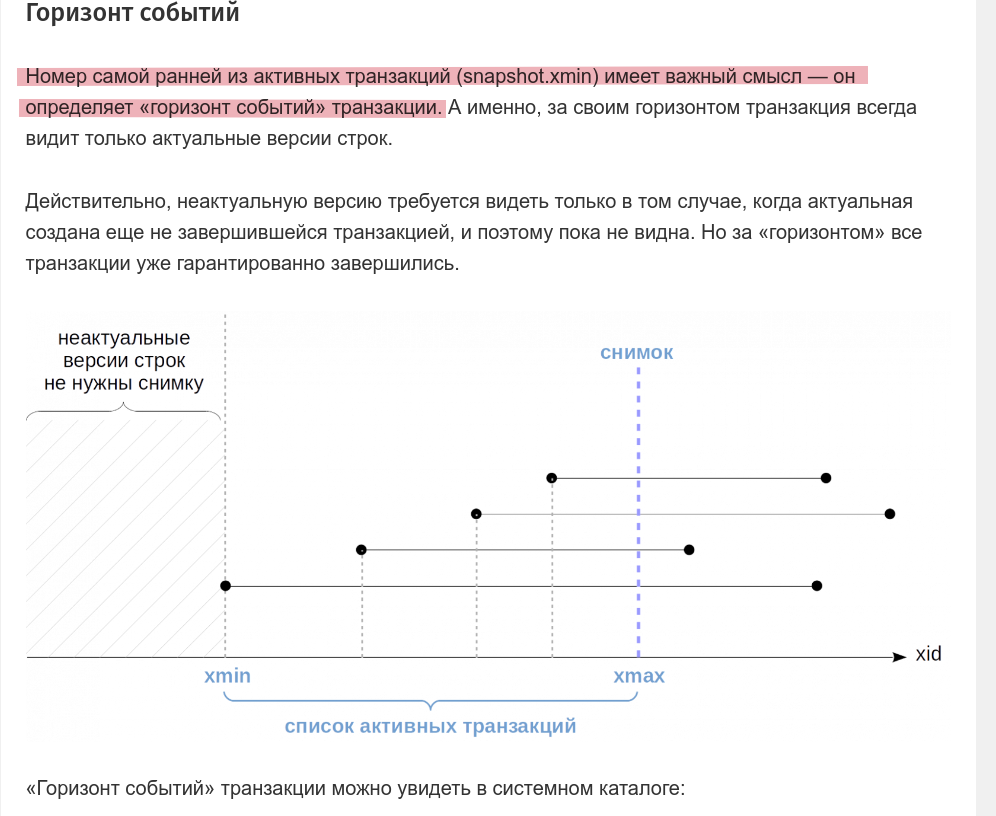 Горизонт событий
Номер самой ранней из активных транзакций (snapshot.xmin) имеет важный смысл — он
определяет «горизонт событий» транзакции. А именно, за своим горизонтом транзакция всегда
видит только актуальные версии строк.
Действительно, неактуальную версию требуется видеть только в том случае, когда актуальная
создана еще не завершившейся транзакцией, и поэтому пока не видна. Но за «горизонтом» все
транзакции уже гарантированно завершились.
неактуальные
версии строк
не нужны снимку
снимок
xid
xmin
xmax
список активных транзакций
«Горизонт событий» транзакции можно увидеть в системном каталоге: